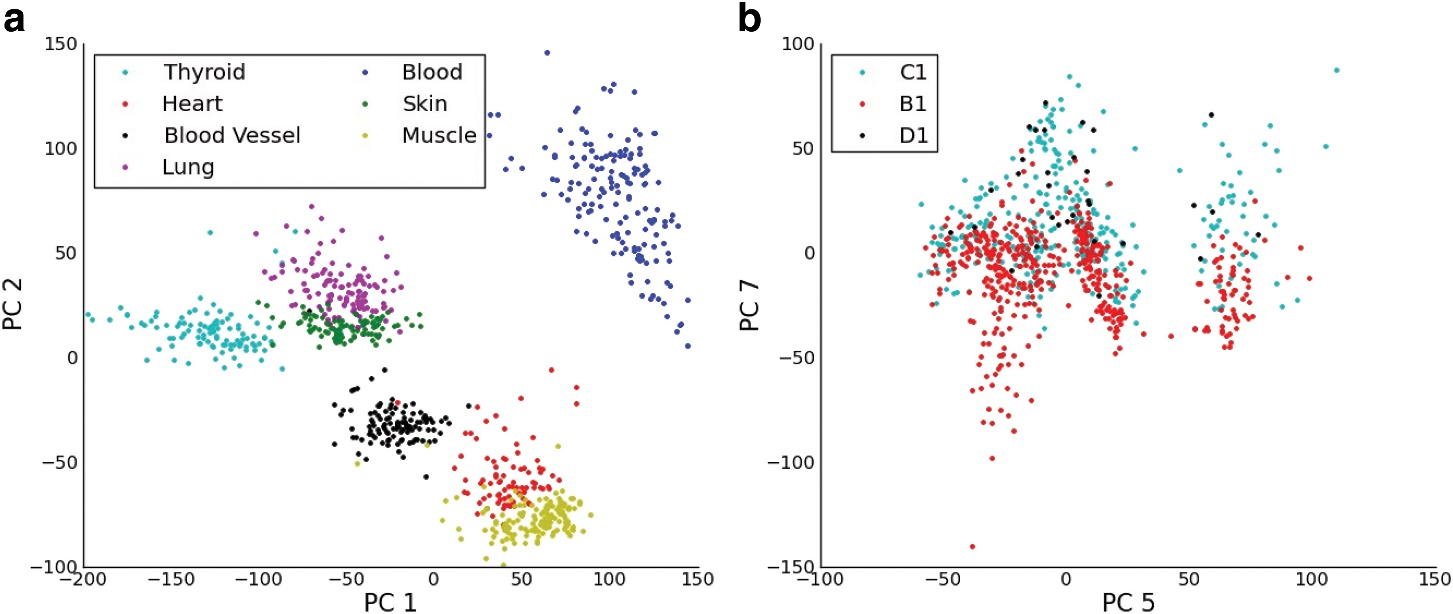 a
150
100
50
0
−50
−100
−200
−150
−100
−50
0
50
100
150
PC 2
PC 1
Thyroid
Heart
Blood Vessel
Lung
Blood
Skin
Muscle
b
100
50
0
−50
−100
−150
−100
−50
0
50
100
150
PC 7
PC 5
C1
B1
D1